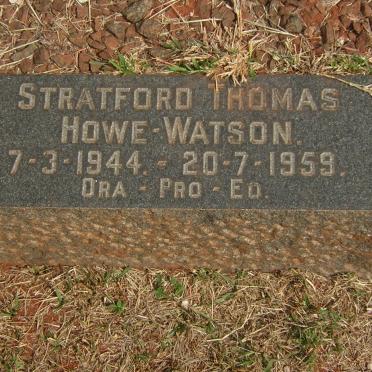 Stratford Thomas
Howe-Watson.
7-3-1944. - 20-7-1959.
Ora - Pro - Eo.